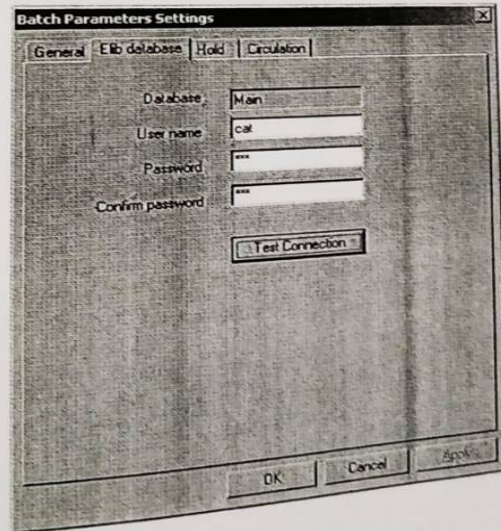 Batch Parameters Settings
General Elib database Hold Circulation
Database Main
User name cat
Password ***
Confirm password ***
Test Connection
OK Cancel Apply